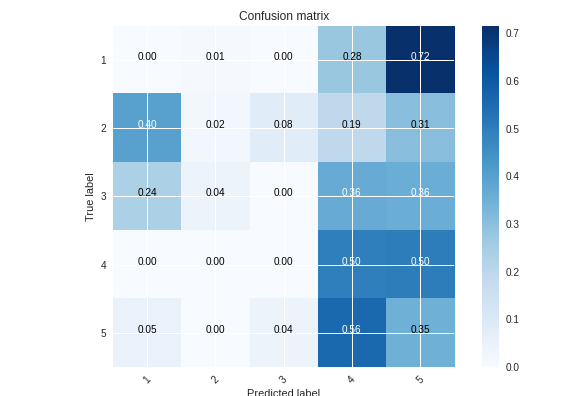 Confusion matrix
1 0.00 0.01 0.00 0.28 0.72
2 0.40 0.02 0.08 0.19 0.31
3 0.24 0.04 0.00 0.36 0.36
4 0.00 0.00 0.00 0.50 0.50
5 0.05 0.00 0.04 0.56 0.35
1 2 3 4 5
True label
Predicted label
0.7
0.6
0.5
0.4
0.3
0.2
0.1
0.0